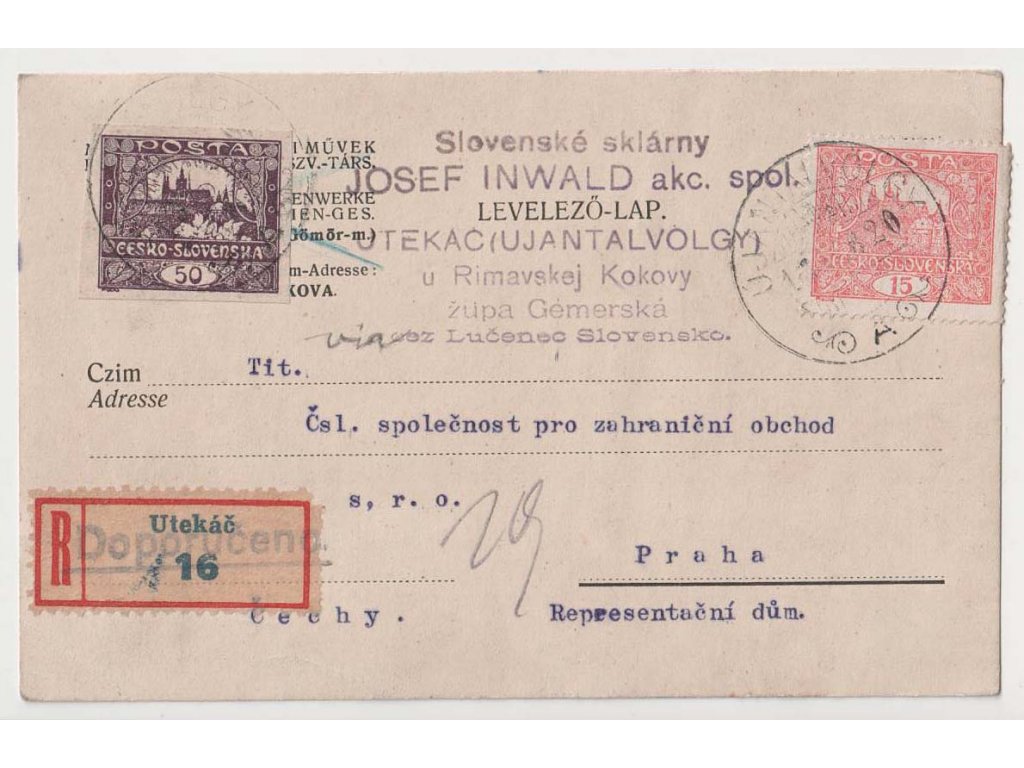 POSTA
ČESKO-SLOVENSKA
50
I MŰVEK
SZV.-TÁRS.
ENWERKE
IEN-GES.
(Gömör-m.)
m-Adresse:
KOVA.
Slovenské sklárny
JOSEF INWALD akc. spol.
LEVELEZŐ-LAP.
UTEKÁČ(UJANTALVÖLGY)
u Rimavskej Kokovy
župa Gemerská
via
ez Lučenec Slovensko.
POSTA
ČESKO-SLOVENSKÁ
15
Czim
Tit.
Adresse
Čsl. společnost pro zahraniční obchod
s, r. o.
R
Utekáč
Doporučeno.
16
Praha
Čechy.
Representační dům.